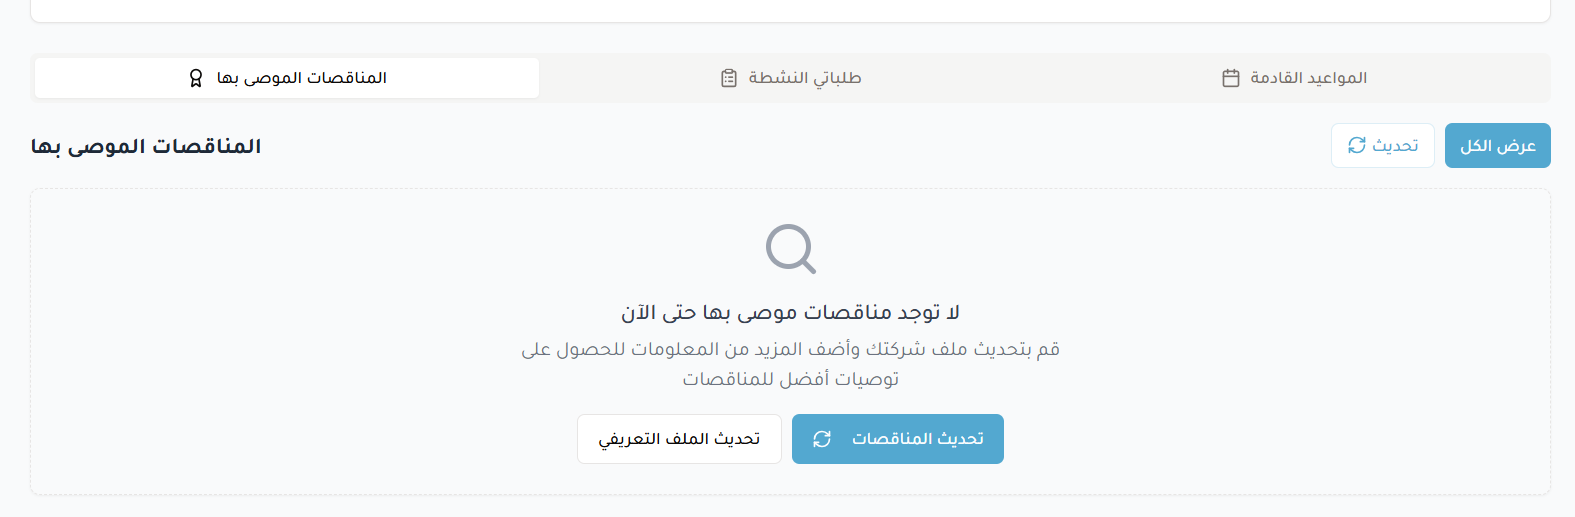 المواعيد القادمة
طلباتي النشطة
المناقصات الموصى بها
عرض الكل
تحديث
المناقصات الموصى بها
لا توجد مناقصات موصى بها حتى الآن
قم بتحديث ملف شركتك وأضف المزيد من المعلومات للحصول على
توصيات أفضل للمناقصات
تحديث المناقصات
تحديث الملف التعريفي